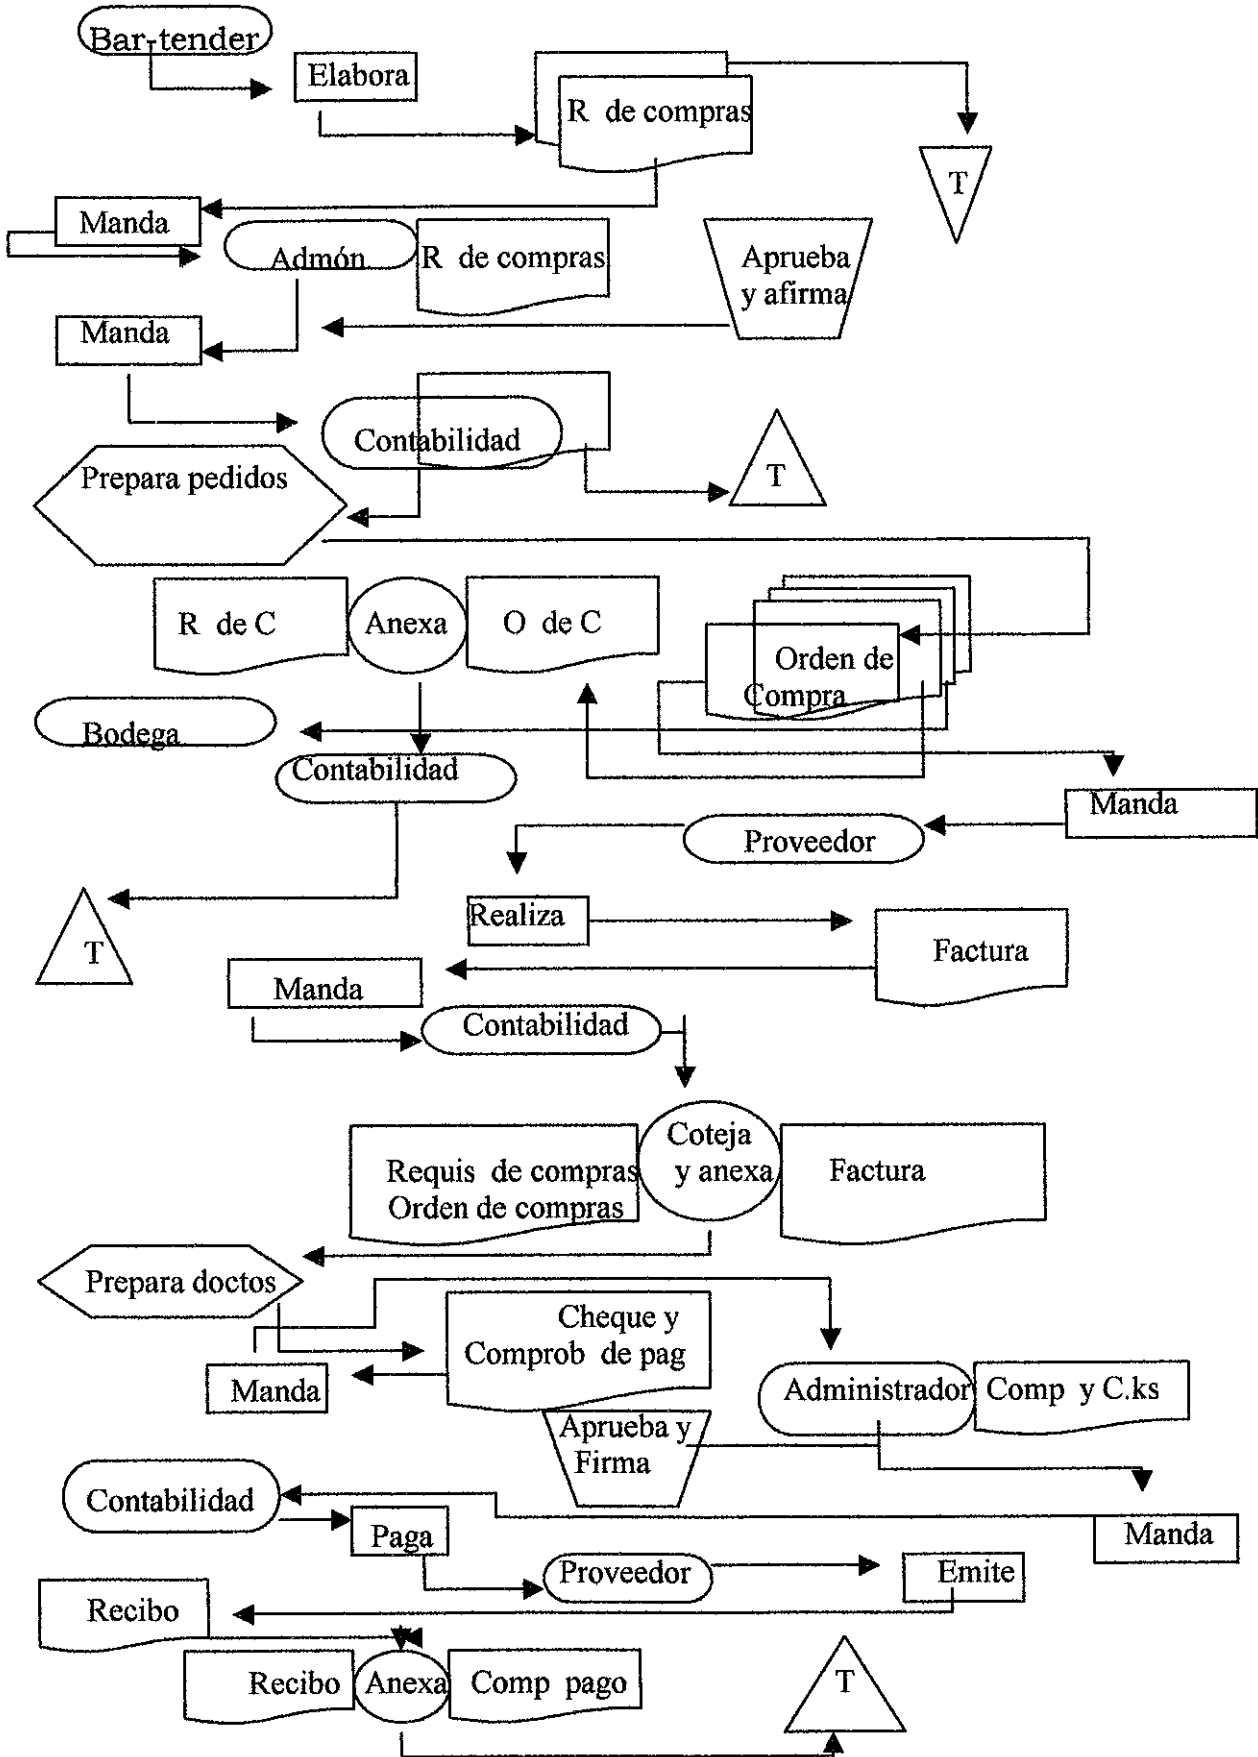 Bar-tender
Elabora
R de compras
T
Manda
Admón
R de compras
Aprueba
y afirma
Manda
Contabilidad
T
Prepara pedidos
R de C
Anexa
O de C
Orden de
Compra
Bodega
Contabilidad
Manda
Proveedor
Realiza
Factura
T
Manda
Contabilidad
Coteja
y anexa
Requis de compras
Orden de compras
Factura
Prepara doctos
Cheque y
Comprob de pag
Manda
Administrador
Comp y C.ks
Aprueba y
Firma
Contabilidad
Paga
Manda
Proveedor
Emite
Recibo
Recibo
Anexa
Comp pago
T